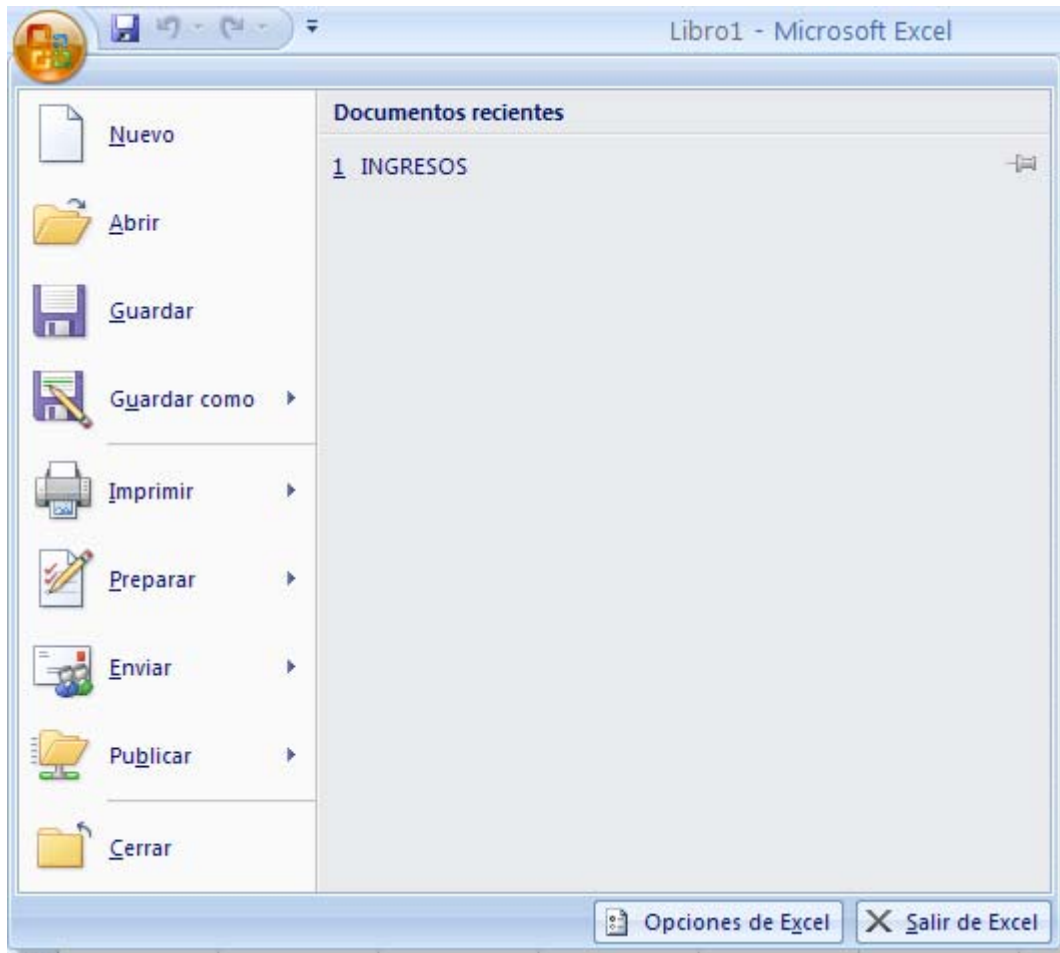 Libro1 - Microsoft Excel
Nuevo
Abrir
Guardar
Guardar como
Imprimir
Preparar
Enviar
Publicar
Cerrar
Documentos recientes
1 INGRESOS
Opciones de Excel
Salir de Excel